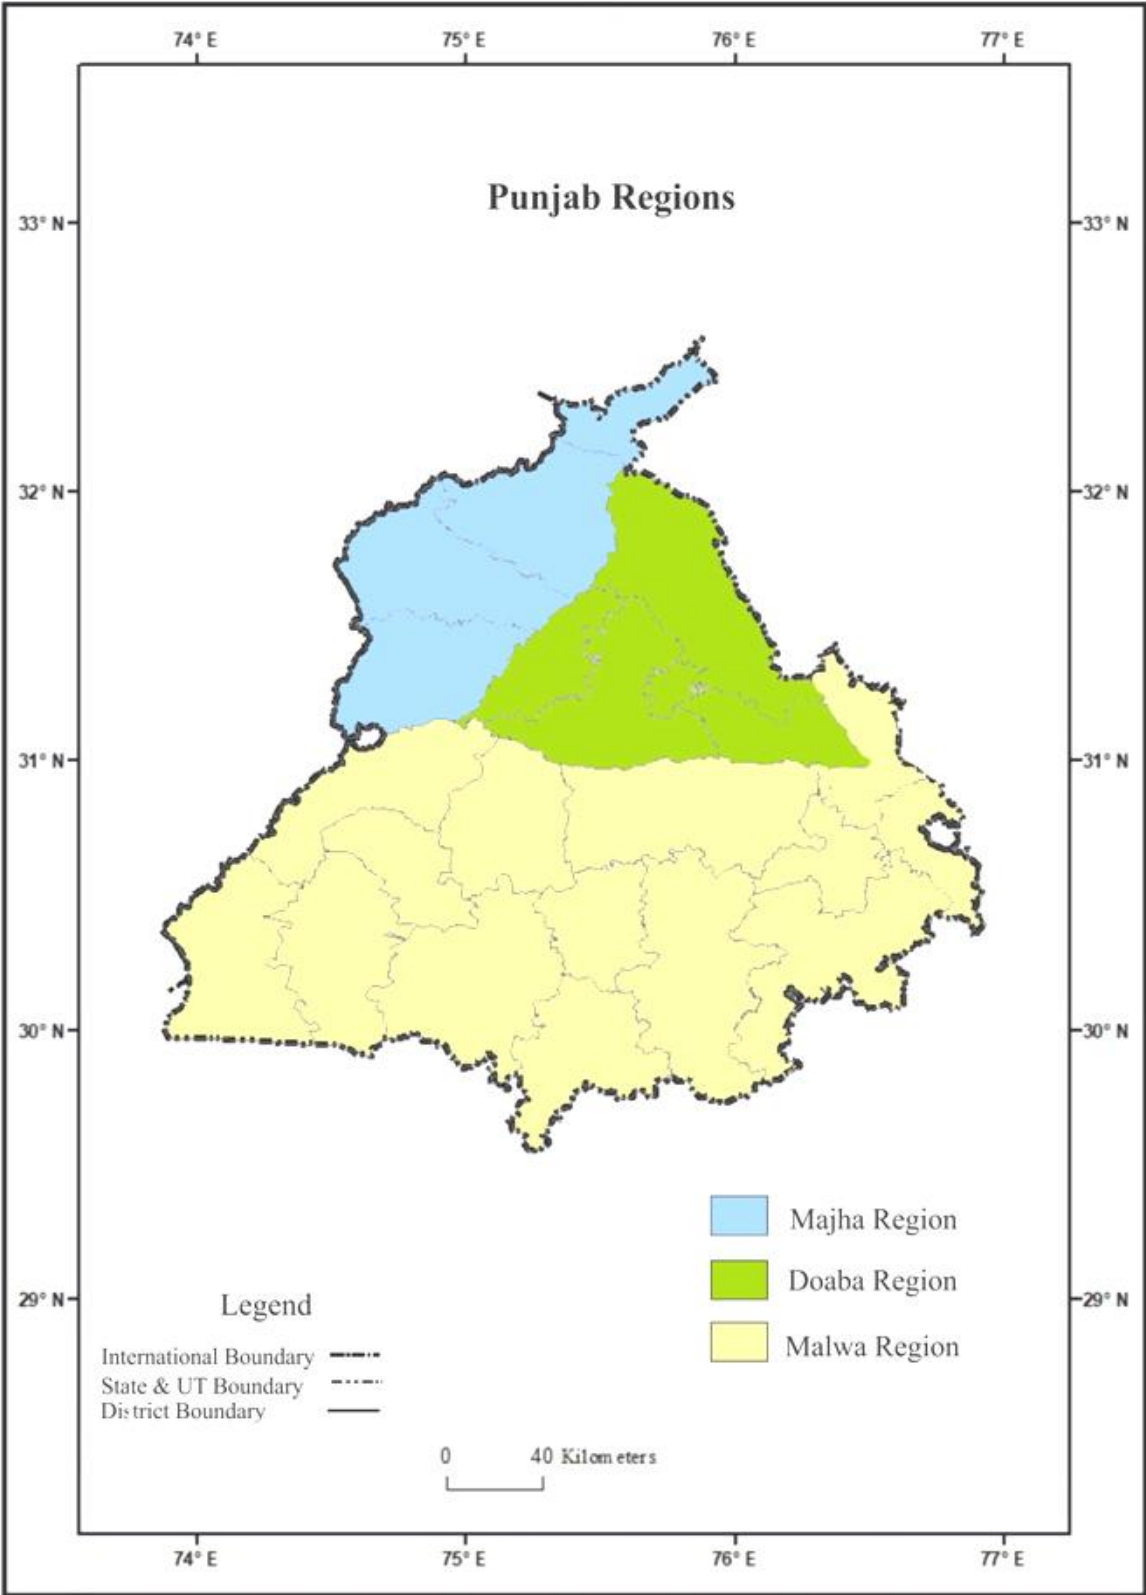 74° E 75° E 76° E 77° E
Punjab Regions
33° N 33° N
32° N 32° N
31° N 31° N
30° N 30° N
Majha Region
Doaba Region
29° N 29° N
Legend
Malwa Region
International Boundary
State & UT Boundary
District Boundary
0 40 Kilometers
74° E 75° E 76° E 77° E